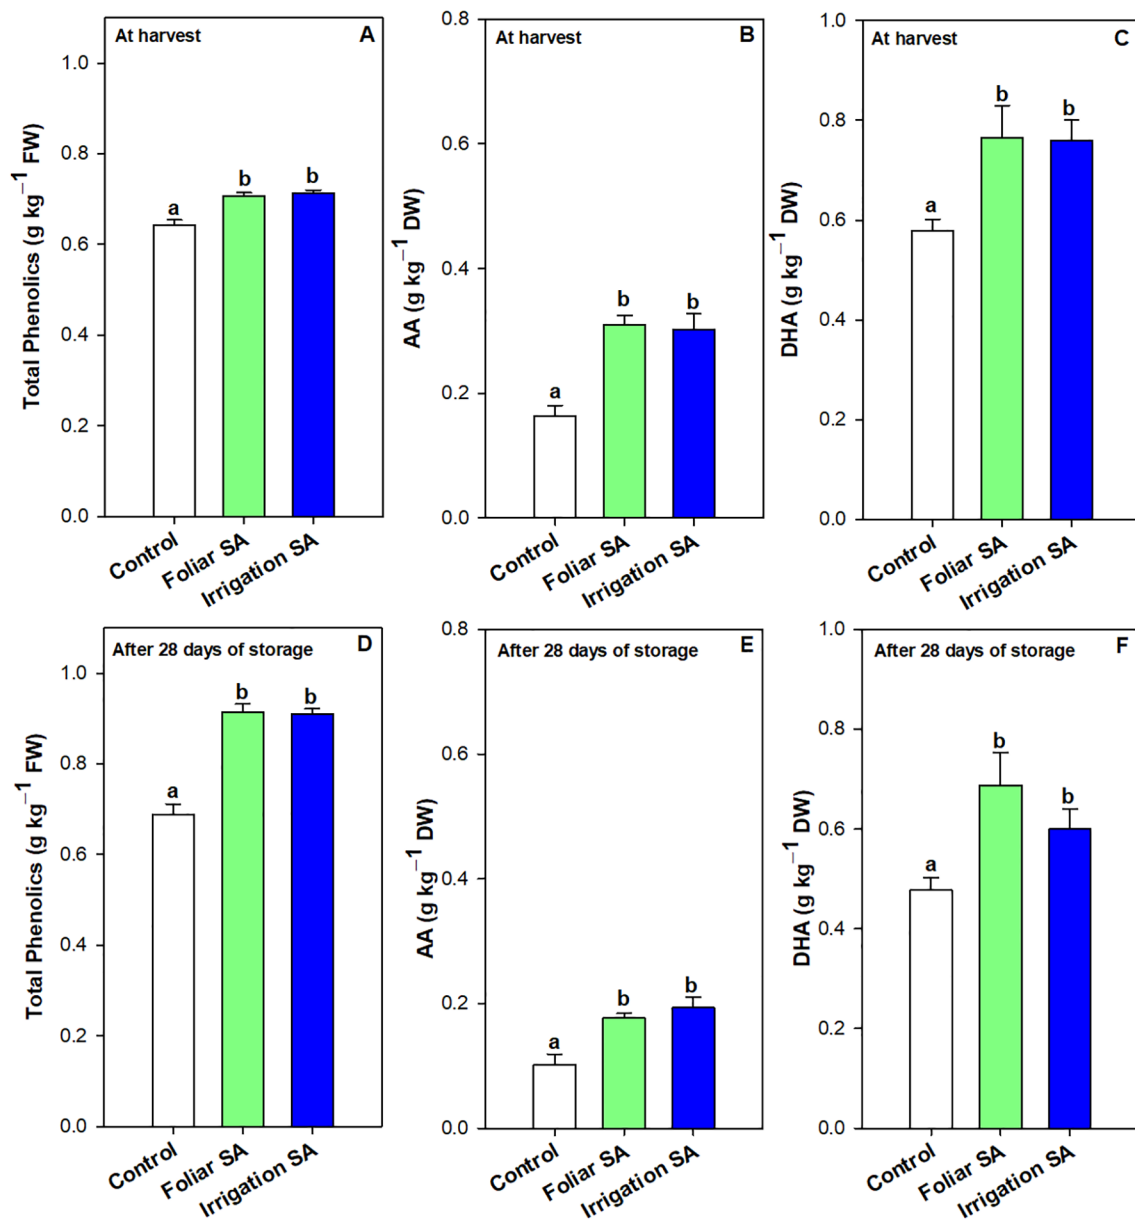 At harvest
A
Total Phenolics (g kg⁻¹ FW)
1.0
0.8
0.6
0.4
0.2
0.0
a
b
b
Control
Foliar SA
Irrigation SA
At harvest
B
AA (g kg⁻¹ DW)
0.8
0.6
0.4
0.2
0.0
a
b
b
Control
Foliar SA
Irrigation SA
At harvest
C
DHA (g kg⁻¹ DW)
1.0
0.8
0.6
0.4
0.2
0.0
a
b
b
Control
Foliar SA
Irrigation SA
After 28 days of storage
D
Total Phenolics (g kg⁻¹ FW)
1.0
0.8
0.6
0.4
0.2
0.0
a
b
b
Control
Foliar SA
Irrigation SA
After 28 days of storage
E
AA (g kg⁻¹ DW)
0.8
0.6
0.4
0.2
0.0
a
b
b
Control
Foliar SA
Irrigation SA
After 28 days of storage
F
DHA (g kg⁻¹ DW)
1.0
0.8
0.6
0.4
0.2
0.0
a
b
b
Control
Foliar SA
Irrigation SA